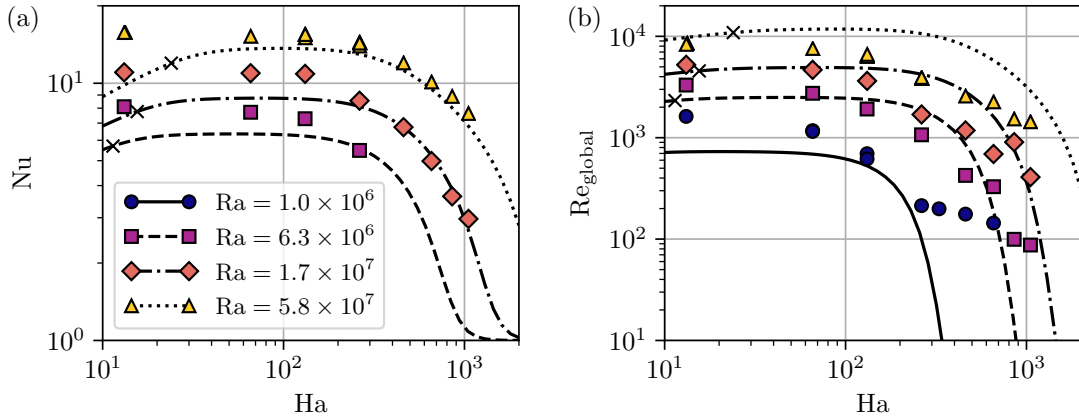 (a)
Nu
10^1
10^0
Ra = 1.0 × 10^6
Ra = 6.3 × 10^6
Ra = 1.7 × 10^7
Ra = 5.8 × 10^7
10^1 10^2 10^3
Ha
(b)
Re_global
10^4
10^3
10^2
10^1
10^1 10^2 10^3
Ha